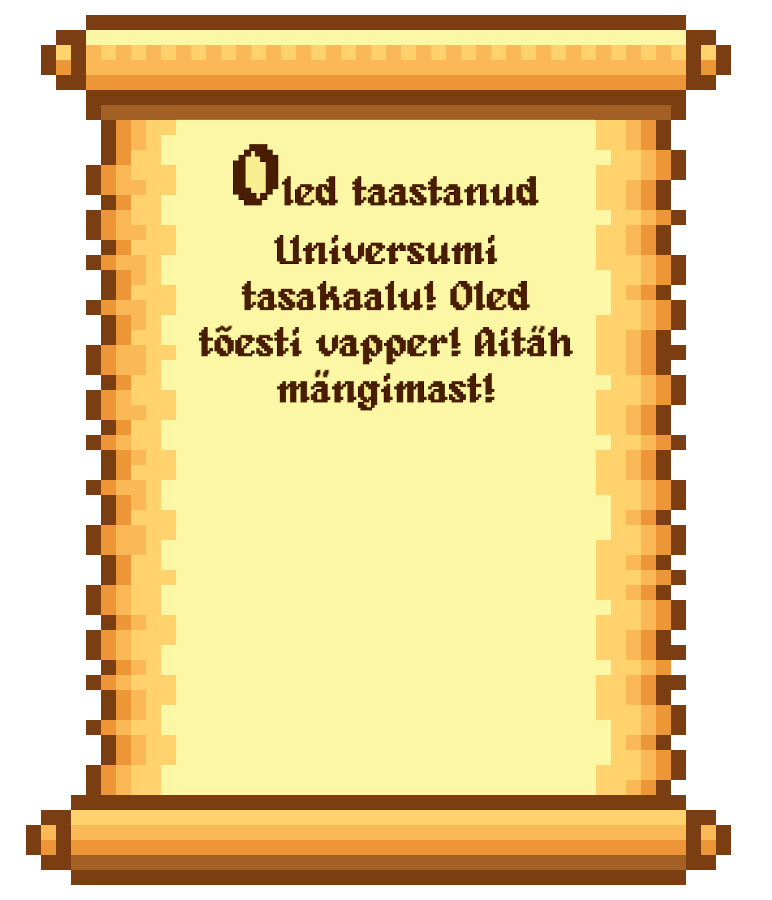 Oled taastanud
Universumi
tasakaalu! Oled
tõesti vapper! Aitäh
mängimast!